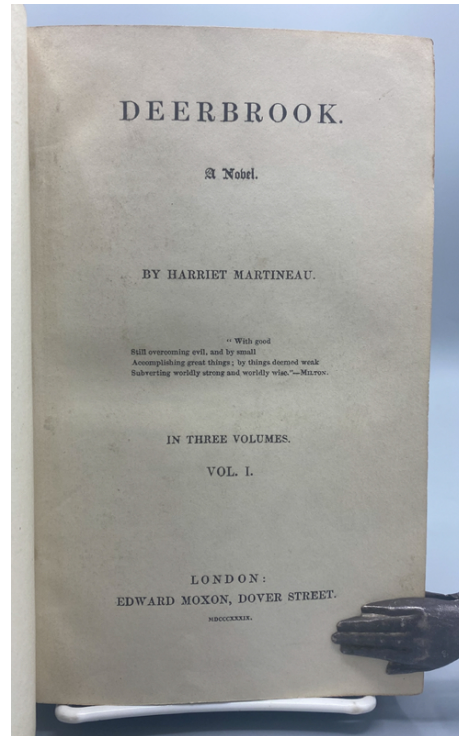 DEERBROOK.
A Novel.
BY HARRIET MARTINEAU.
“ With good
Still overcoming evil, and by small
Accomplishing great things ; by things deemed weak
Subverting worldly strong and worldly wise.”—MILTON.
IN THREE VOLUMES.
VOL. I.
LONDON:
EDWARD MOXON, DOVER STREET.
MDCCCXXXIX.